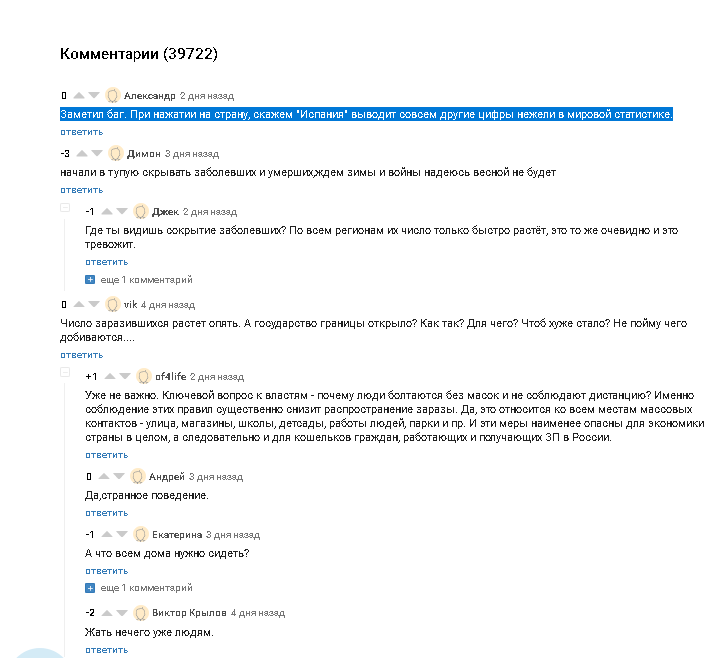 Комментарии (39722)
0 Александр 2 дня назад
Заметил баг. При нажатии на страну, скажем "Испания" выводит совсем другие цифры нежели в мировой статистике.
ответить
-3 Димон 3 дня назад
начали в тупую скрывать заболевших и умерших,ждем зимы и войны надеюсь весной не будет
ответить
-1 Джек 2 дня назад
Где ты видишь сокрытие заболевших? По всем регионам их число только быстро растёт, это то же очевидно и это
тревожит.
ответить
еще 1 комментарий
0 vik 4 дня назад
Число заразившихся растет опять. А государство границы открыло? Как так? Для чего? Чтоб хуже стало? Не пойму чего
добиваются....
ответить
+1 of4life 2 дня назад
Уже не важно. Ключевой вопрос к властям - почему люди болтаются без масок и не соблюдают дистанцию? Именно
соблюдение этих правил существенно снизит распространение заразы. Да, это относится ко всем местам массовых
контактов - улица, магазины, школы, детсады, работы людей, парки и пр. И эти меры наименее опасны для экономики
страны в целом, а следовательно и для кошельков граждан, работающих и получающих ЗП в России.
ответить
0 Андрей 3 дня назад
Да,странное поведение.
ответить
-1 Екатерина 3 дня назад
А что всем дома нужно сидеть?
ответить
еще 1 комментарий
-2 Виктор Крылов 4 дня назад
Жать нечего уже людям.
ответить